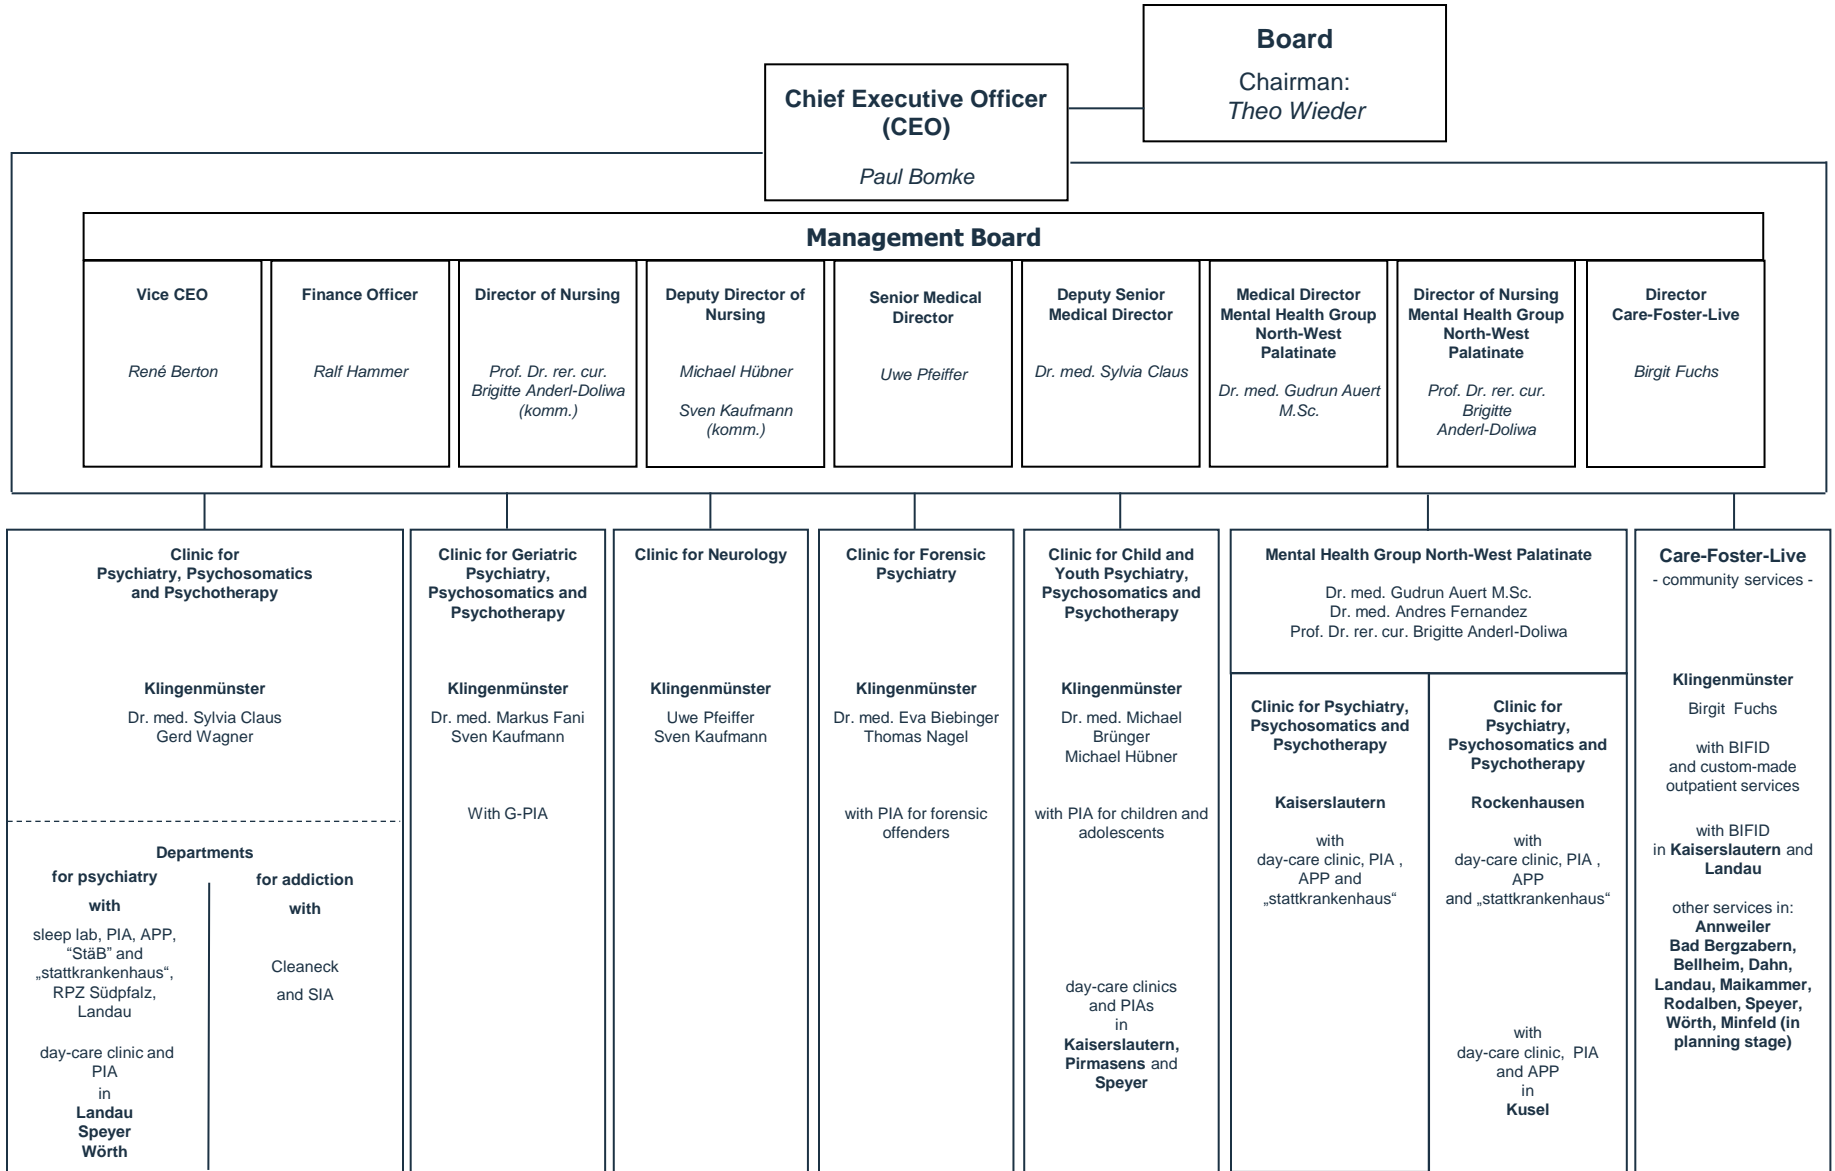 Board
Chairman:
Theo Wieder
Chief Executive Officer
(CEO)
Paul Bomke
Management Board
Vice CEO
René Berton
Finance Officer
Ralf Hammer
Director of Nursing
Prof. Dr. rer. cur.
Brigitte Anderl-Doliwa
(komm.)
Deputy Director of
Nursing
Michael Hübner
Sven Kaufmann
(komm.)
Senior Medical
Director
Uwe Pfeiffer
Deputy Senior
Medical Director
Dr. med. Sylvia Claus
Medical Director
Mental Health Group
North-West
Palatinate
Dr. med. Gudrun Auert
M.Sc.
Director of Nursing
Mental Health Group
North-West
Palatinate
Prof. Dr. rer. cur.
Brigitte
Anderl-Doliwa
Director
Care-Foster-Live
Birgit Fuchs
Clinic for
Psychiatry, Psychosomatics
and Psychotherapy
Klingenmünster
Dr. med. Sylvia Claus
Gerd Wagner
Departments
for psychiatry
with
sleep lab, PIA, APP,
“StäB” and
„stattkrankenhaus“,
RPZ Südpfalz,
Landau
day-care clinic and
PIA
in
Landau
Speyer
Wörth
for addiction
with
Cleaneck
and SIA
Clinic for Geriatric
Psychiatry,
Psychosomatics and
Psychotherapy
Klingenmünster
Dr. med. Markus Fani
Sven Kaufmann
With G-PIA
Clinic for Neurology
Klingenmünster
Uwe Pfeiffer
Sven Kaufmann
Clinic for Forensic
Psychiatry
Klingenmünster
Dr. med. Eva Biebinger
Thomas Nagel
with PIA for forensic
offenders
Clinic for Child and
Youth Psychiatry,
Psychosomatics and
Psychotherapy
Klingenmünster
Dr. med. Michael
Brünger
Michael Hübner
with PIA for children and
adolescents
day-care clinics
and PIAs
in
Kaiserslautern,
Pirmasens and
Speyer
Mental Health Group North-West Palatinate
Dr. med. Gudrun Auert M.Sc.
Dr. med. Andres Fernandez
Prof. Dr. rer. cur. Brigitte Anderl-Doliwa
Clinic for Psychiatry,
Psychosomatics and
Psychotherapy
Kaiserslautern
with
day-care clinic, PIA ,
APP and
„stattkrankenhaus“
Clinic for
Psychiatry,
Psychosomatics and
Psychotherapy
Rockenhausen
with
day-care clinic, PIA ,
APP
and „stattkrankenhaus“
with
day-care clinic, PIA
and APP
in
Kusel
Care-Foster-Live
- community services -
Klingenmünster
Birgit Fuchs
with BIFID
and custom-made
outpatient services
with BIFID
in Kaiserslautern and
Landau
other services in:
Annweiler
Bad Bergzabern,
Bellheim, Dahn,
Landau, Maikammer,
Rodalben, Speyer,
Wörth, Minfeld (in
planning stage)